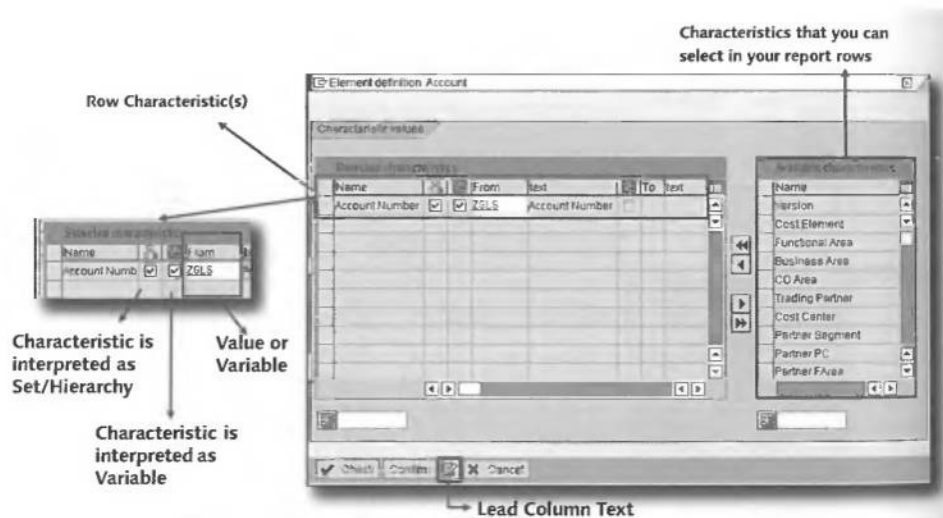 Characteristics that you can
select in your report rows
Row Characteristic(s)
Element definition Account
Characteristic values
Name From text To text
Account Number ZGLS Account Number
Name
Version
Cost Element
Functional Area
Business Area
CO Area
Trading Partner
Cost Center
Partner Segment
Partner PC
Partner FArea
Name From
Account Numb ZGLS
Characteristic is
interpreted as
Set/Hierarchy
Value or
Variable
Characteristic is
interpreted as
Variable
Check Confirm Cancel
Lead Column Text